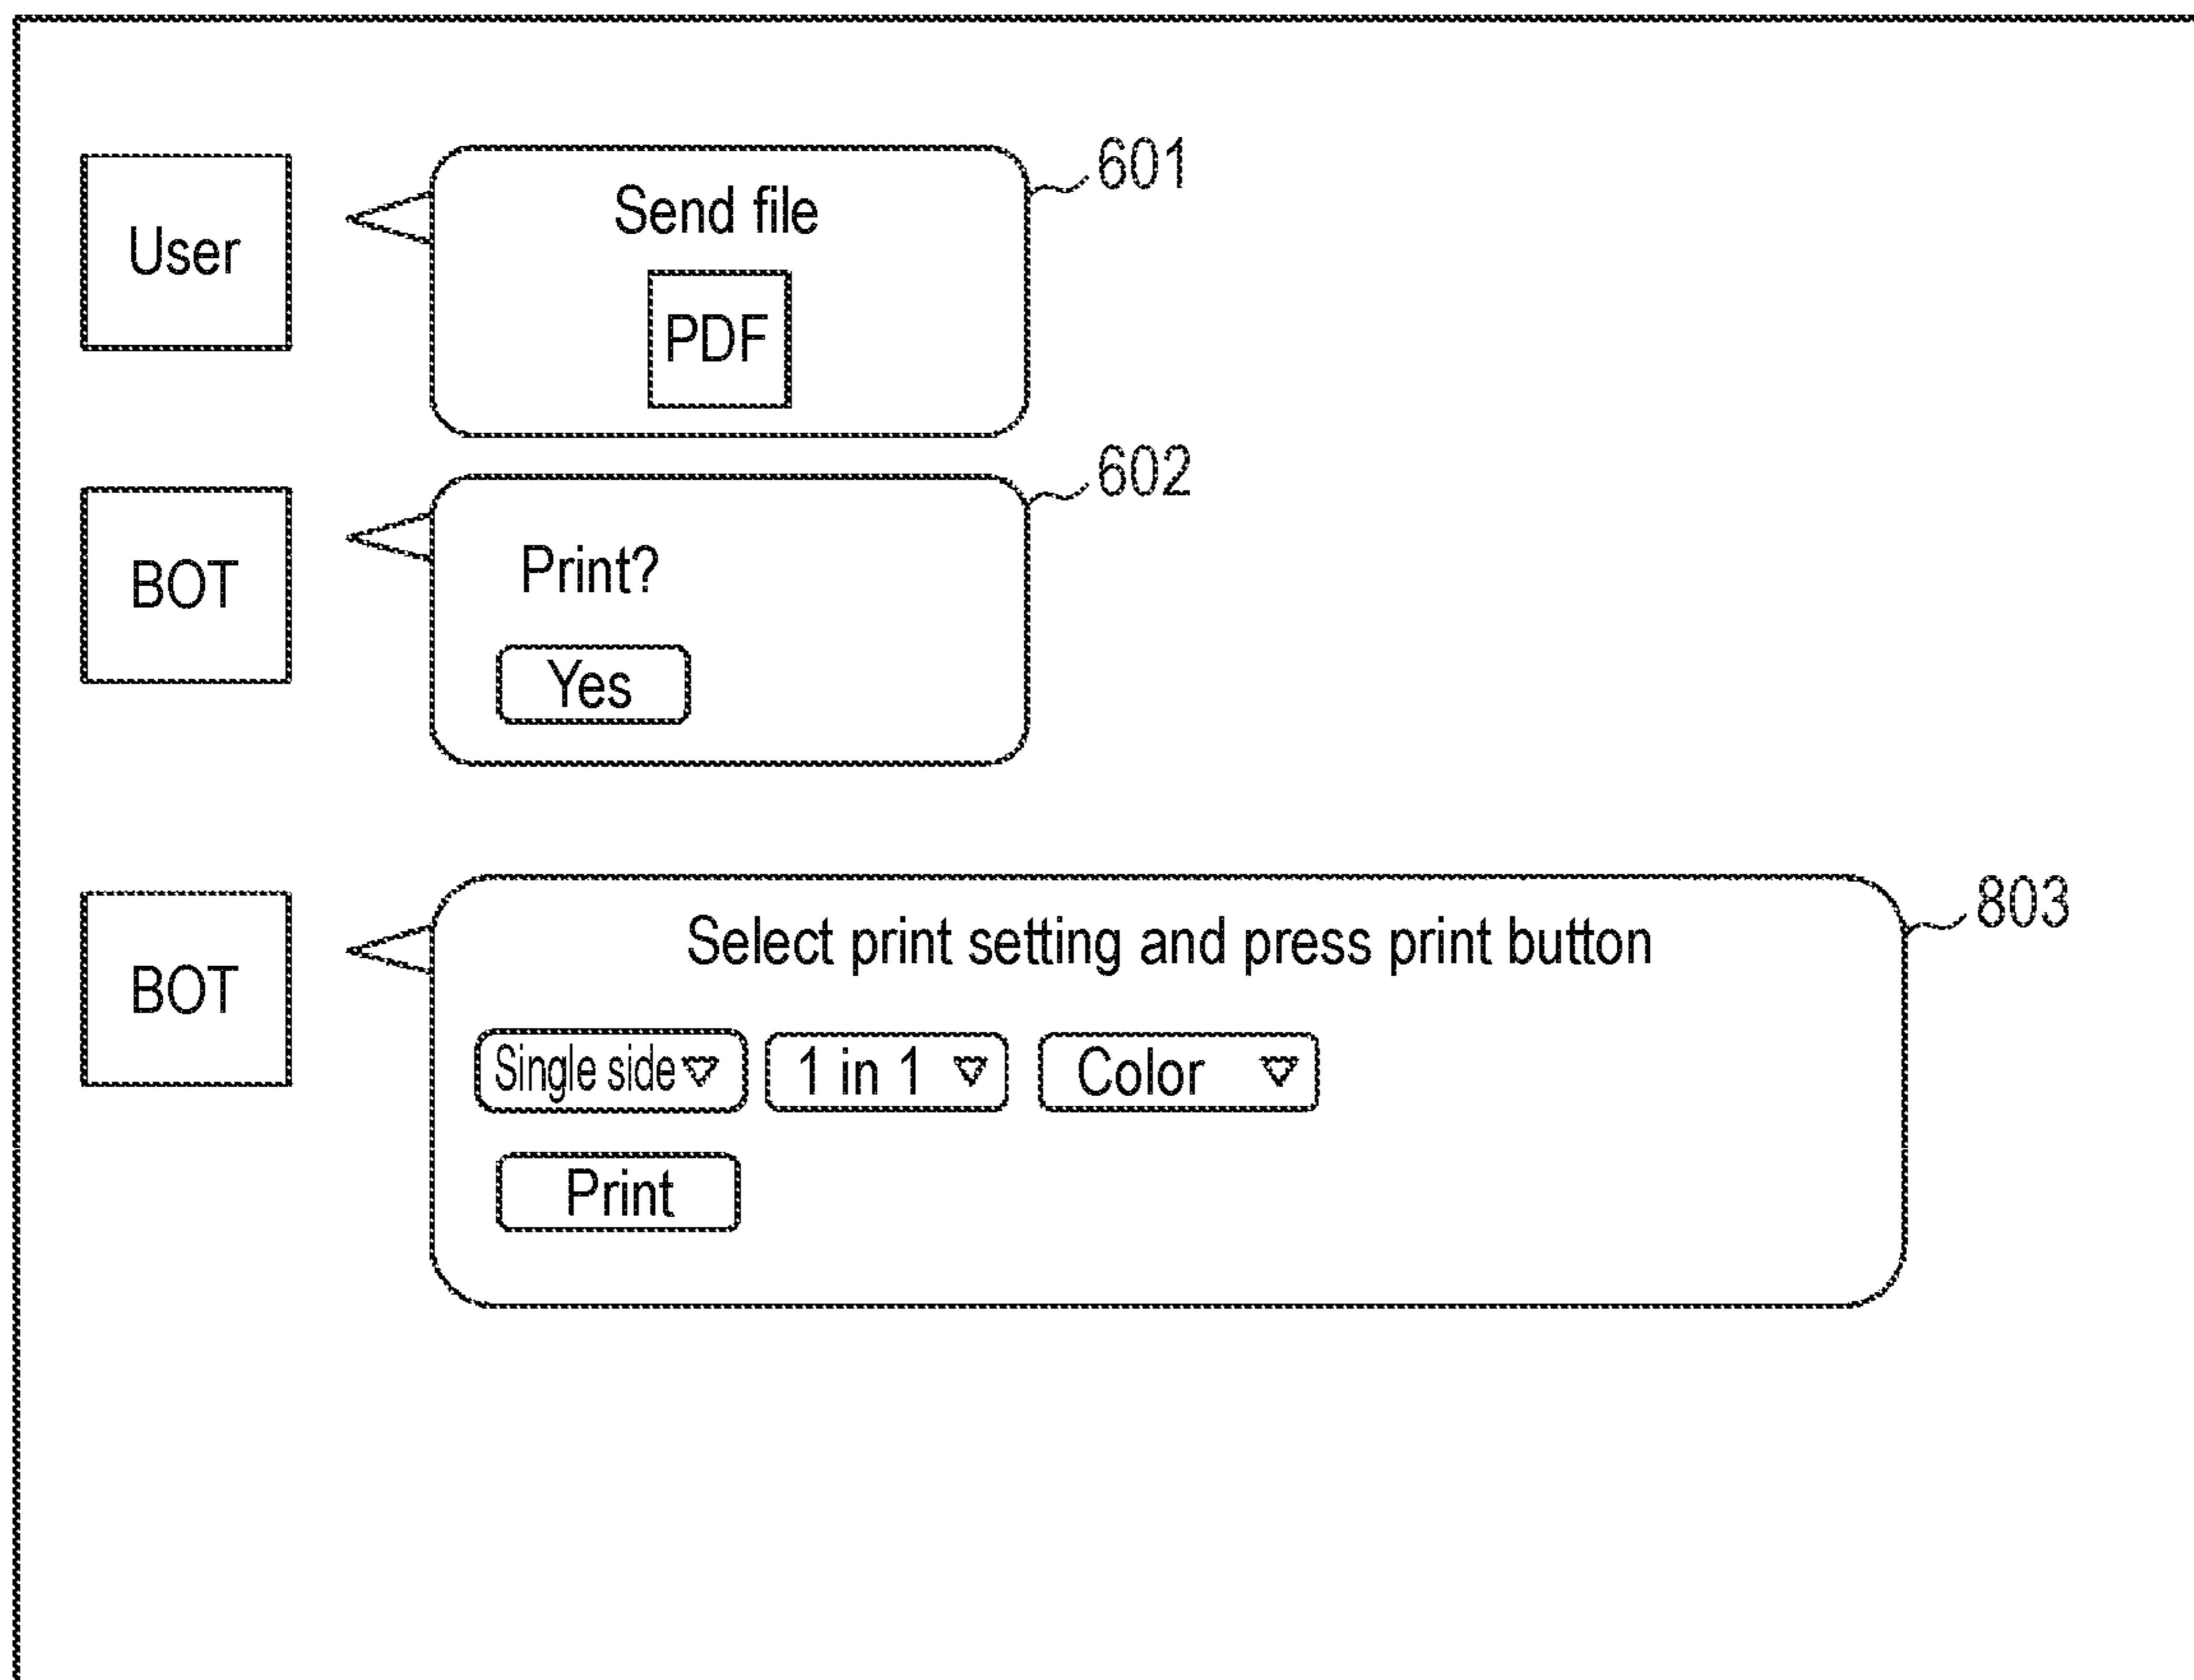 User
Send file
601
PDF
BOT
602
Print?
Yes
BOT
803
Select print setting and press print button
Single side 1 in 1 Color
Print